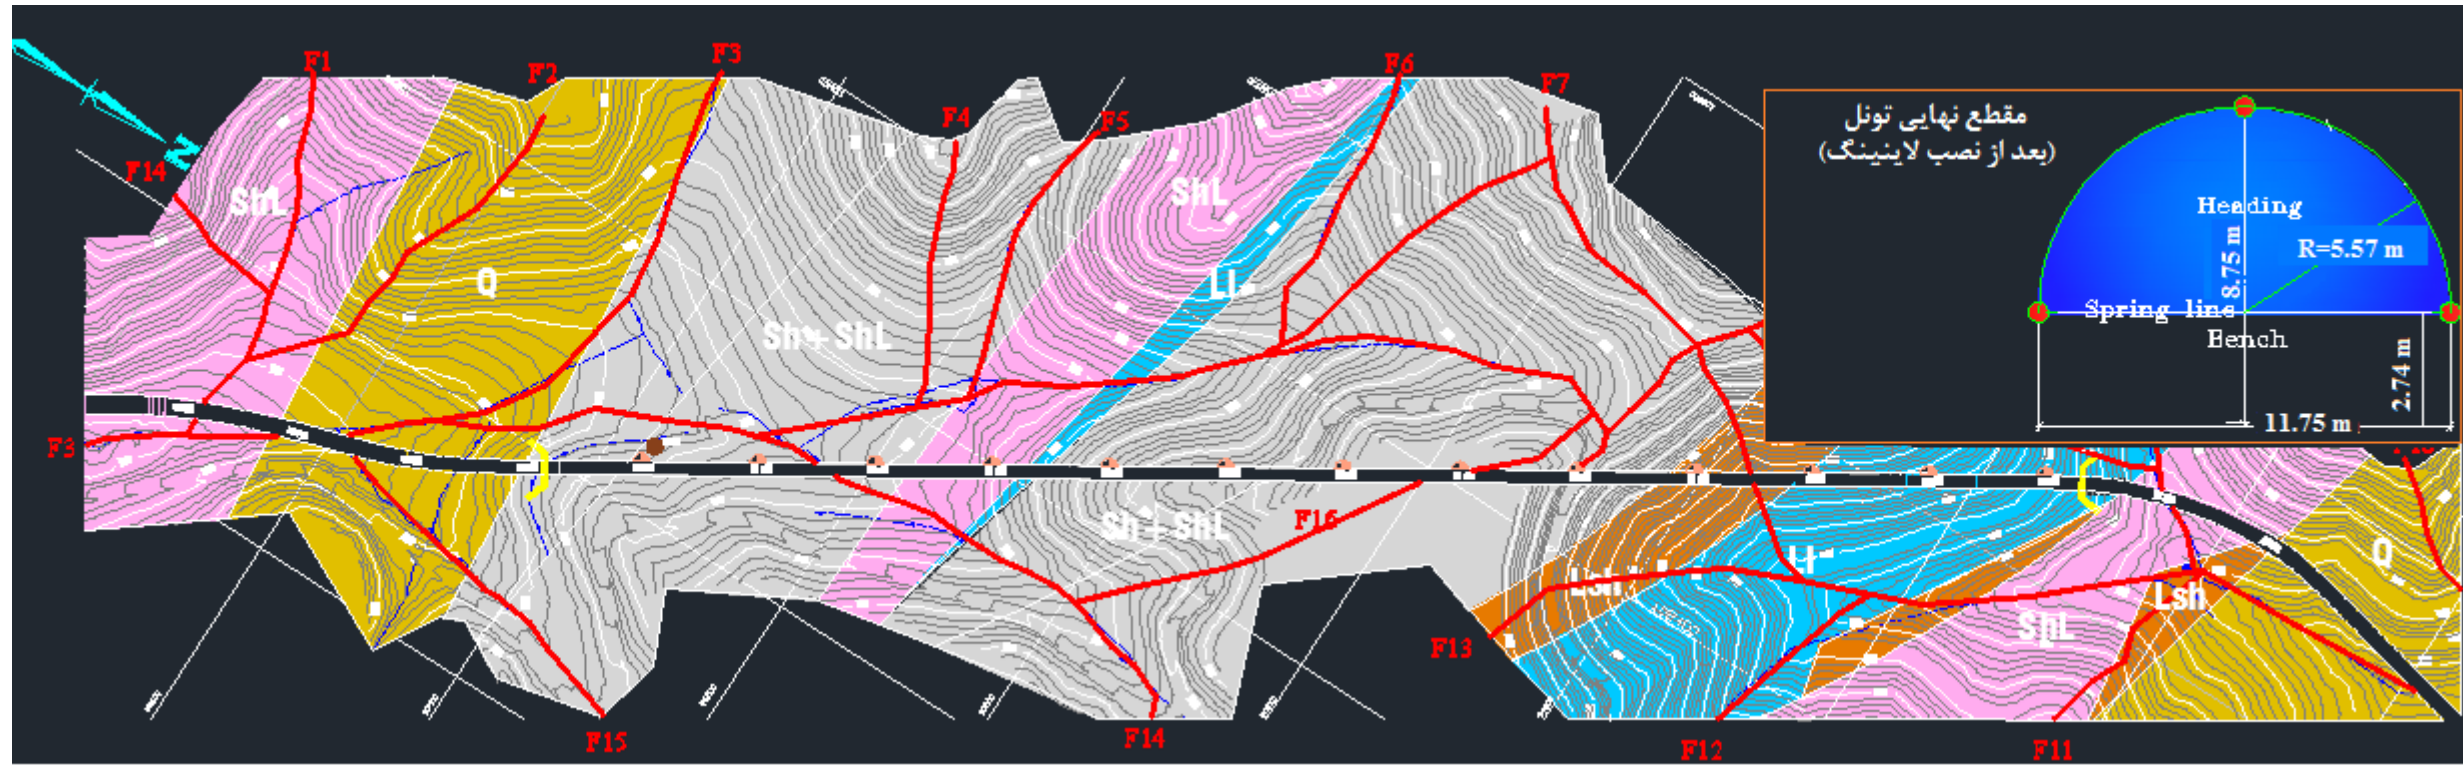 F1
F2
F3
F4
F5
F6
F7
N
F14
ShL
Q
Sh + ShL
ShL
LI
F3
Sh + ShL
F16
Lsh
LI
ShL
Lsh
Q
F13
F15
F14
F12
F11
مقطع نهایی تونل
(بعد از نصب لاینینگ)
Heading
8.75 m
R=5.57 m
Spring line
Bench
2.74 m
11.75 m